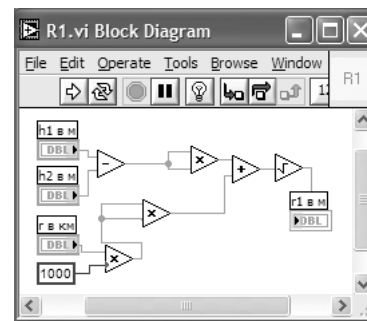 R1.vi Block Diagram
File Edit Operate Tools Browse Window
R1
h1 в м
DBL
h2 в м
DBL
r в км
DBL
1000
r1 в м
DBL